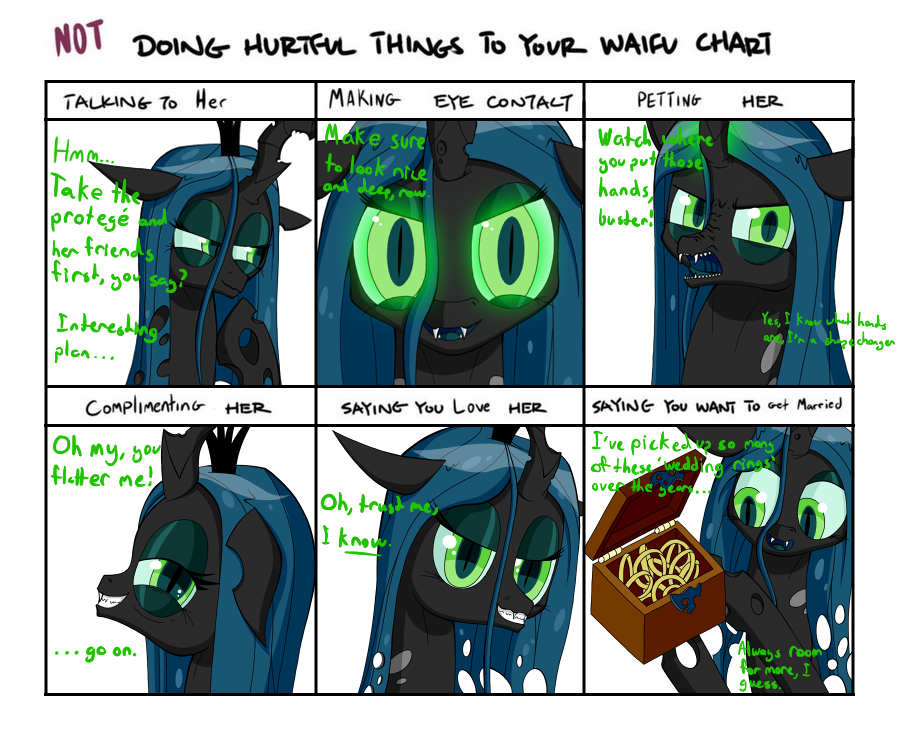 NOT DOING HURTFUL THINGS TO YOUR WAIFU CHART
TALKING TO Her
Hmm...
Take the
protegé and
her friends
first, you say?
Interesting
plan...
MAKING EYE CONTACT
Make sure
to look nice
and deep, now.
PETTING HER
Watch where
you put those
hands,
buster!
Yes, I know what hands
are, I'm a shapechanger
Complimenting HER
Oh my, you
flatter me!
...go on.
SAYING YOU Love HER
Oh, trust me,
I know.
SAYING YOU WANT TO Get Married
I've picked up so many
of these 'wedding rings'
over the years...
Always room
for more, I
guess.